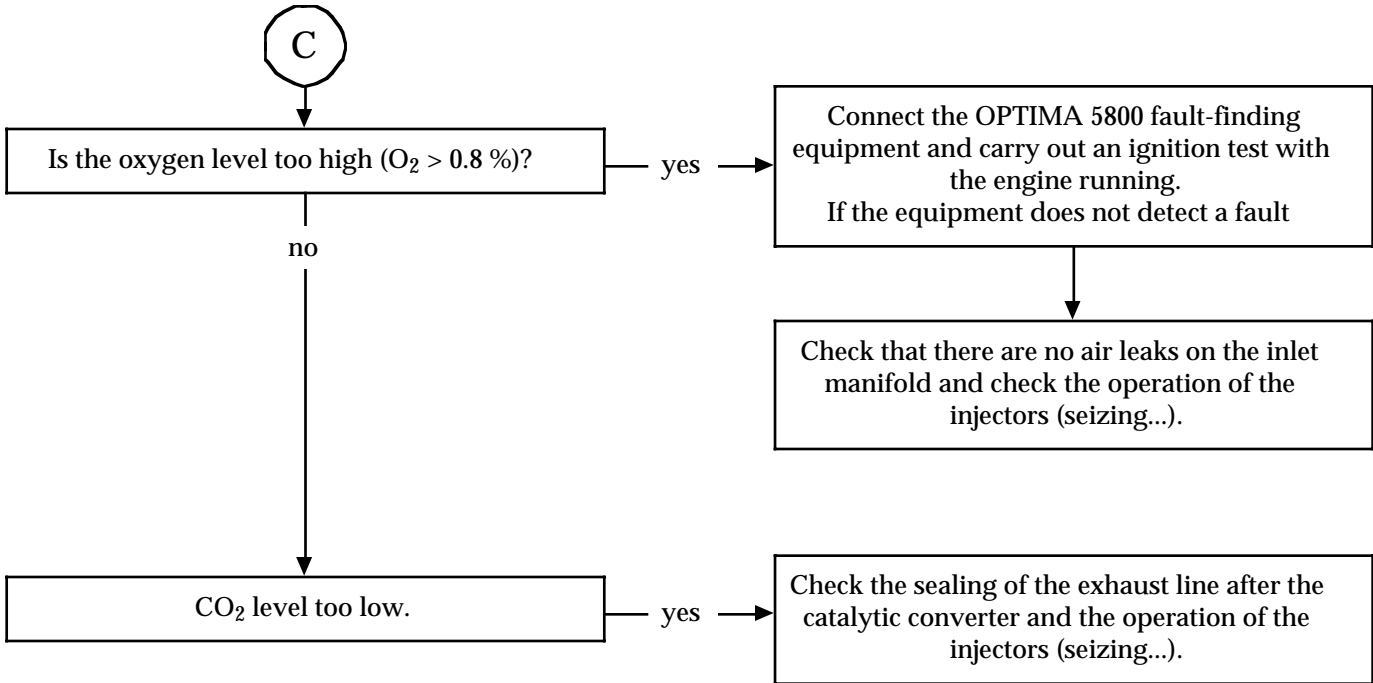 C
Is the oxygen level too high (O₂ > 0.8 %)?
yes
Connect the OPTIMA 5800 fault-finding
equipment and carry out an ignition test with
the engine running.
If the equipment does not detect a fault
no
Check that there are no air leaks on the inlet
manifold and check the operation of the
injectors (seizing...).
CO₂ level too low.
yes
Check the sealing of the exhaust line after the
catalytic converter and the operation of the
injectors (seizing...).